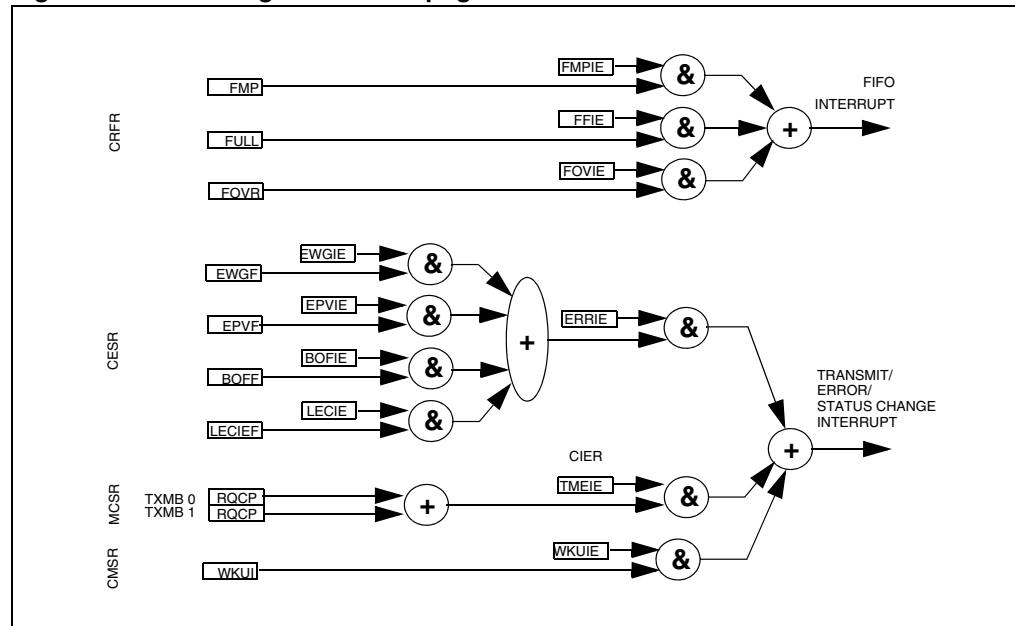 FMPIE
&
FMP
FIFO
INTERRUPT
CRFR
FFIE
&
+
FULL
FOVIE
&
FOVR
EWGIE
&
EWGF
EPVIE
&
EPVF
ERRIE
&
+
CESR
BOFIE
&
BOFF
LECIE
&
LECIEF
TRANSMIT/
ERROR/
STATUS CHANGE
INTERRUPT
+
CIER
MCSR
TXMB 0
RQCP
TXMB 1
RQCP
+
TMEIE
&
CMSR
WKUIE
&
WKUI